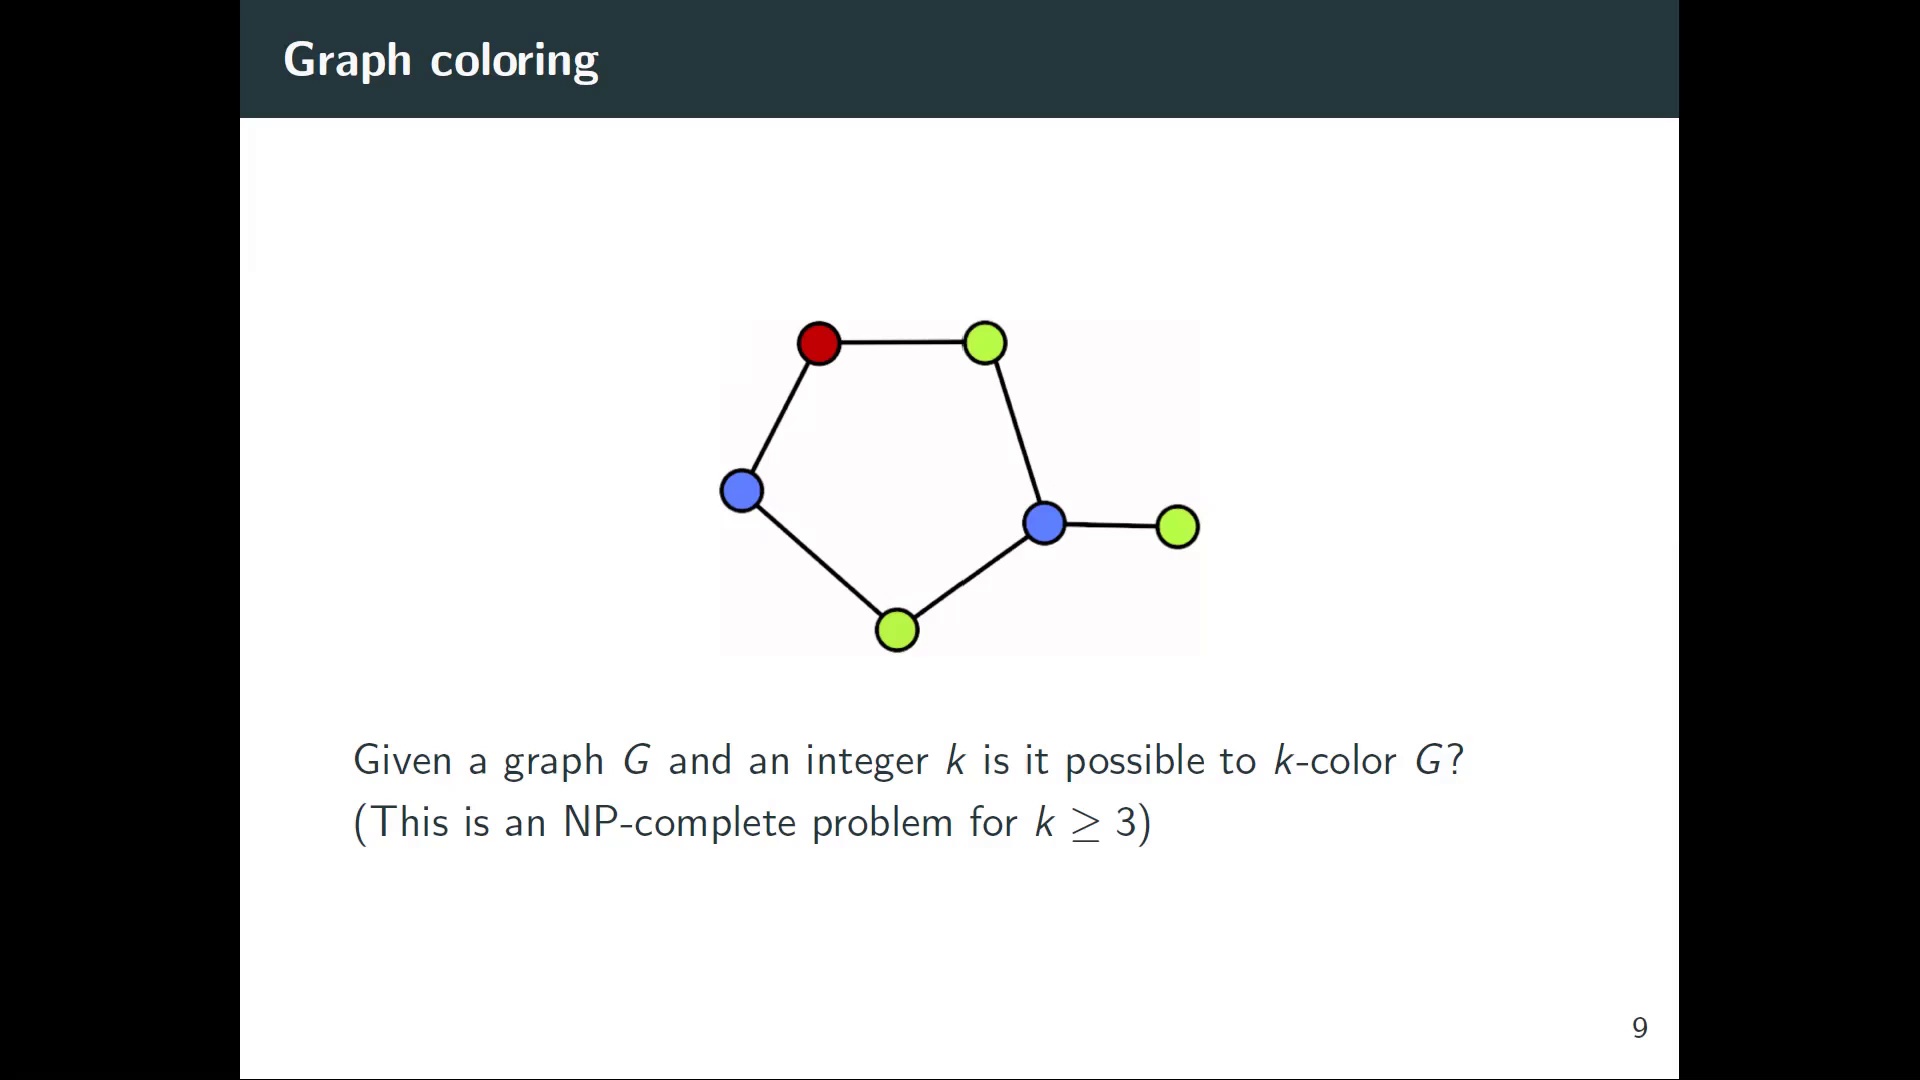 Graph coloring
Given a graph G and an integer k is it possible to k-color G?
(This is an NP-complete problem for k ≥ 3)
9